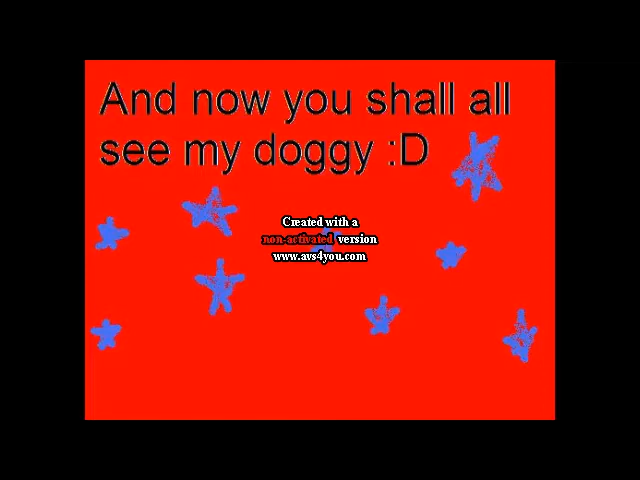 And now you shall all
see my doggy :D
Created with a
non-activated version
www.avs4you.com